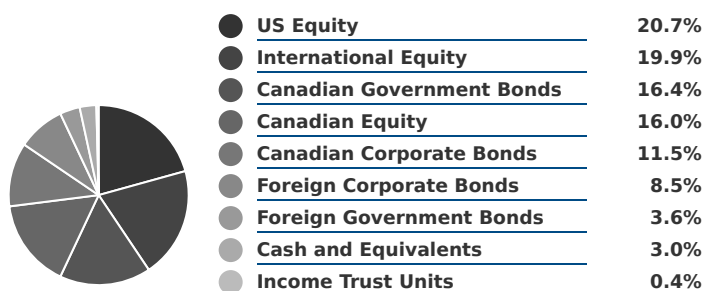 US Equity 20.7%
International Equity 19.9%
Canadian Government Bonds 16.4%
Canadian Equity 16.0%
Canadian Corporate Bonds 11.5%
Foreign Corporate Bonds 8.5%
Foreign Government Bonds 3.6%
Cash and Equivalents 3.0%
Income Trust Units 0.4%